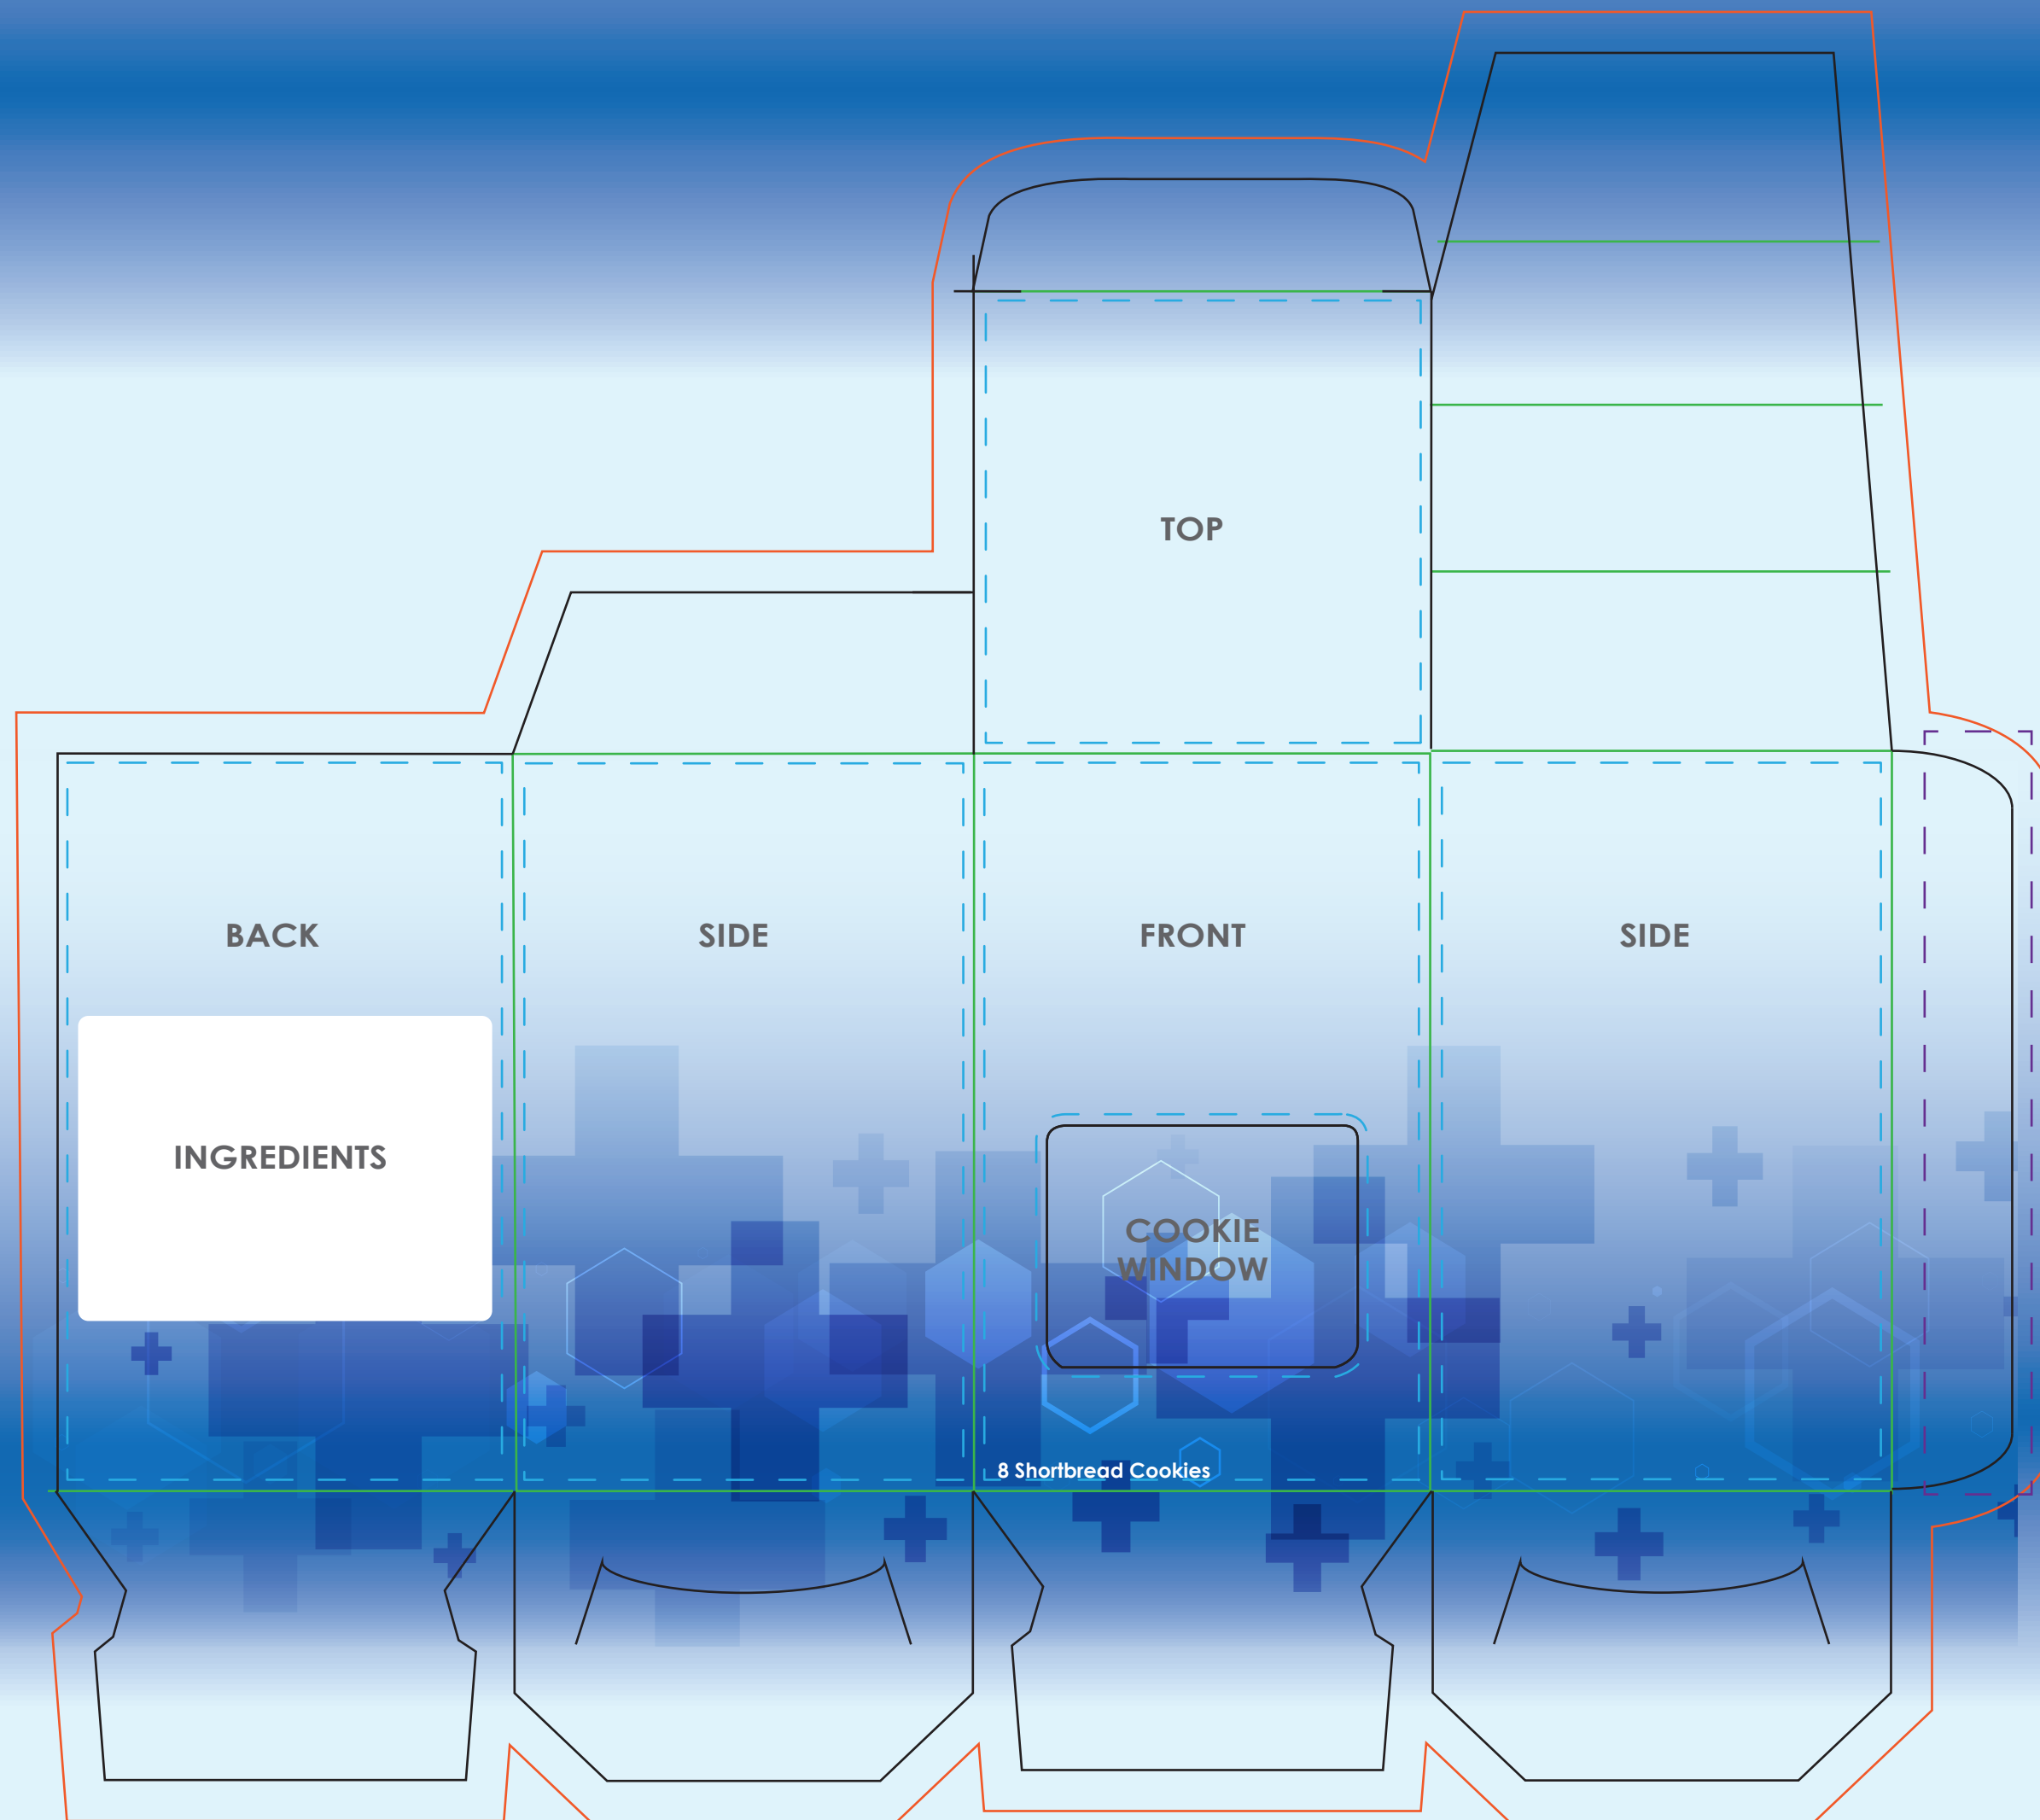 TOP
BACK
SIDE
FRONT
SIDE
INGREDIENTS
COOKIE
WINDOW
8 Shortbread Cookies